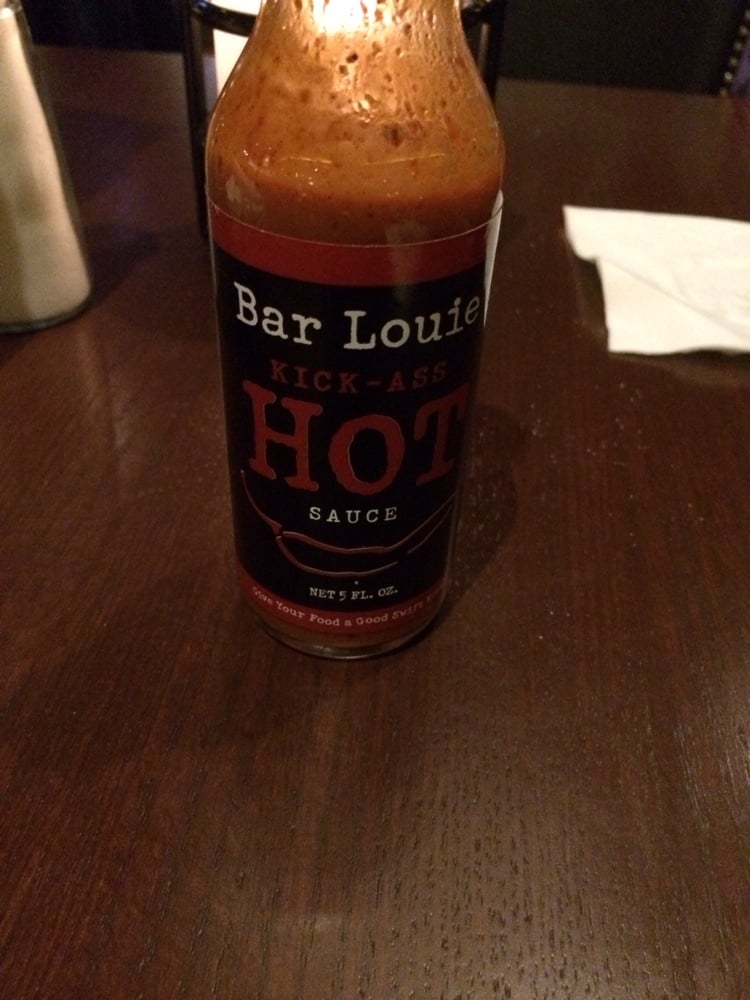 Bar Louie
KICK-ASS
HOT
SAUCE
NET 5 FL. OZ.
Give Your Food a Good Swift